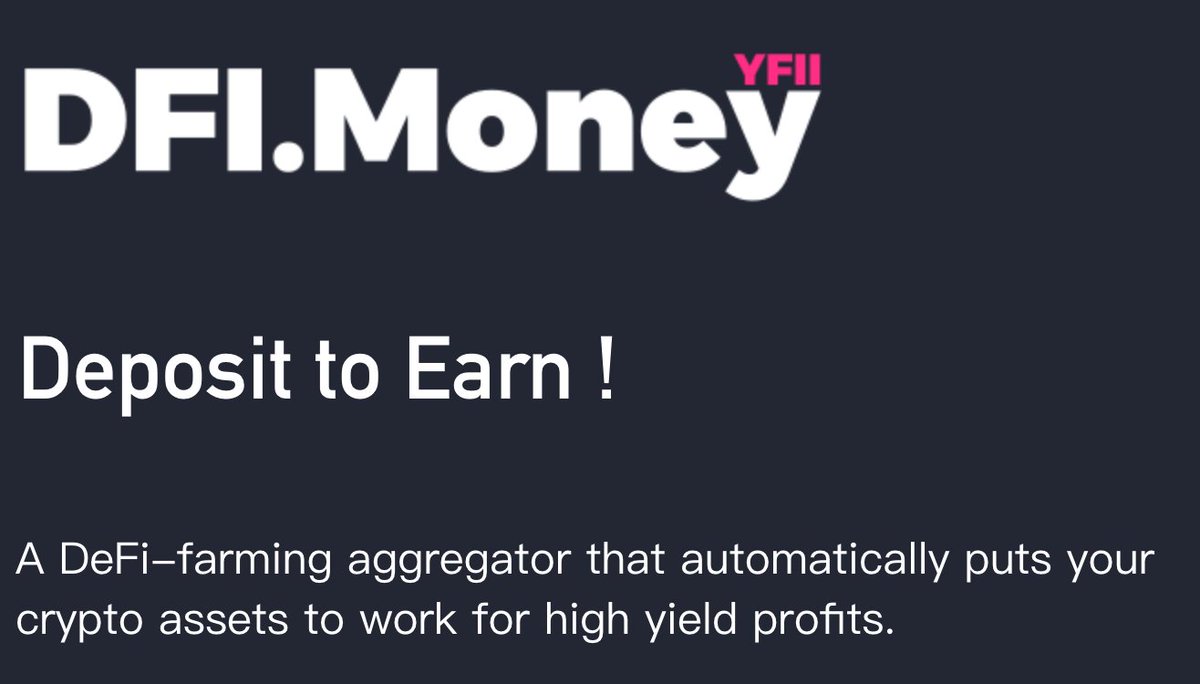 DFI.Money YFII
Deposit to Earn !
A DeFi–farming aggregator that automatically puts your
crypto assets to work for high yield profits.